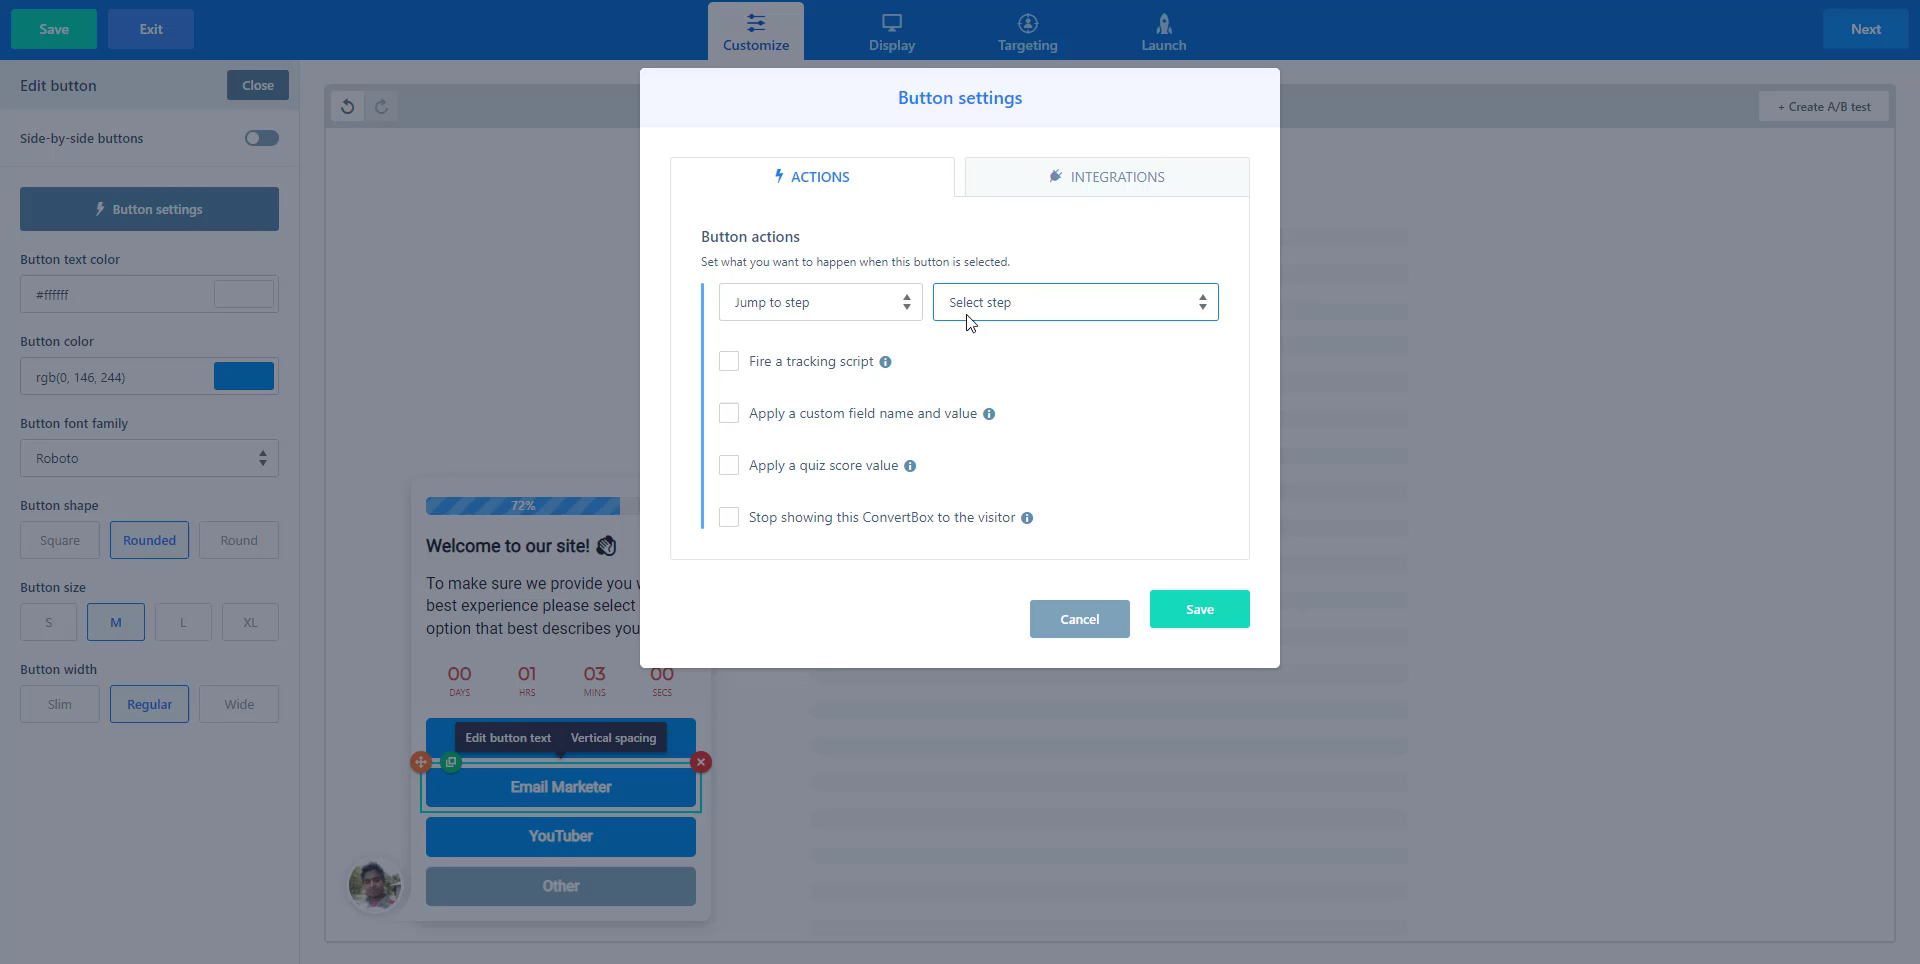 Save
Exit
Customize
Display
Targeting
Launch
Next
Edit button
Close
Side-by-side buttons
Button settings
Button text color
#ffffff
Button color
rgb(0, 146, 244)
Button font family
Roboto
Button shape
Square
Rounded
Round
Button size
S
M
L
XL
Button width
Slim
Regular
Wide
+ Create A/B test
72%
Welcome to our site!
To make sure we provide you
best experience please select
option that best describes you
00
01
03
00
DAYS
HRS
MINS
SECS
Edit button text
Vertical spacing
Email Marketer
YouTuber
Other
Button settings
ACTIONS
INTEGRATIONS
Button actions
Set what you want to happen when this button is selected.
Jump to step
Select step
Fire a tracking script
Apply a custom field name and value
Apply a quiz score value
Stop showing this ConvertBox to the visitor
Cancel
Save